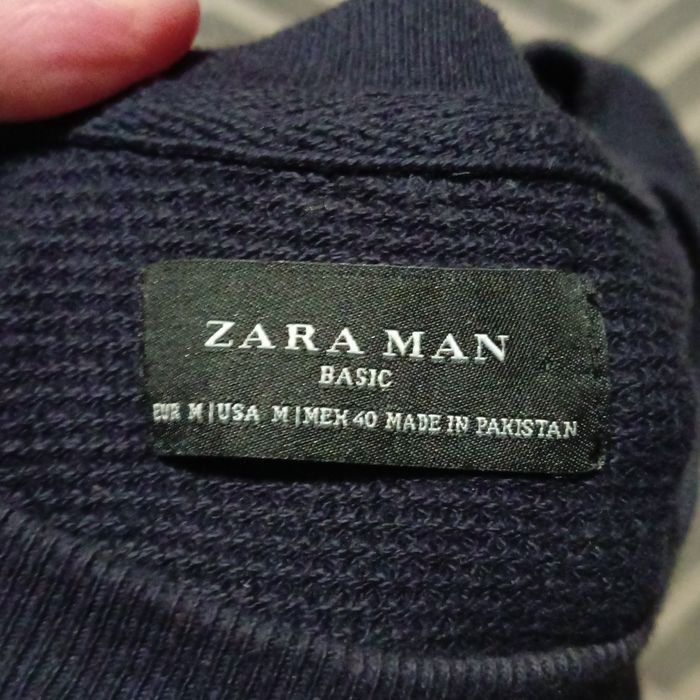 ZARA MAN
BASIC
EUR M | USA M | MEX 40 MADE IN PAKISTAN